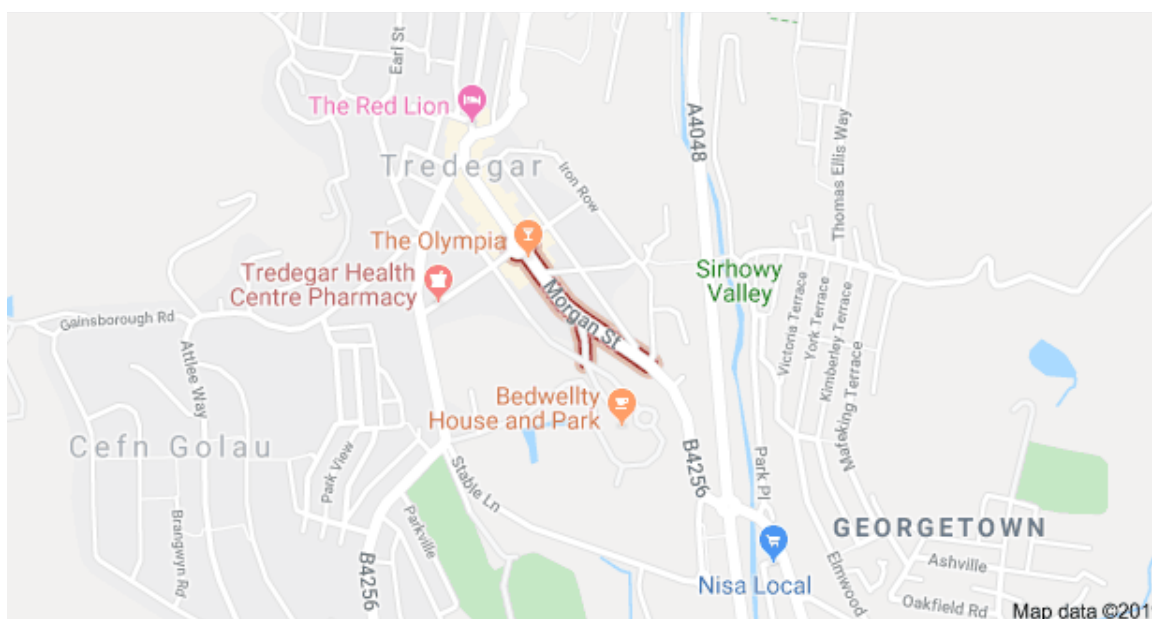 Earl St
The Red Lion
Tredegar
Iron Row
A4048
Thomas Ellis Way
The Olympia
Tredegar Health
Centre Pharmacy
Sirhowy
Valley
Gainsborough Rd
Morgan St
Attlee Way
Victoria Terrace
York Terrace
Kimberley Terrace
Mafeking Terrace
Bedwellty
House and Park
Cefn Golau
Park View
Stable Ln
B4256
Park Pl
Brangwyn Rd
Parkville
B4256
GEORGETOWN
Ashville
Elmwood
Nisa Local
Oakfield Rd
Map data ©201